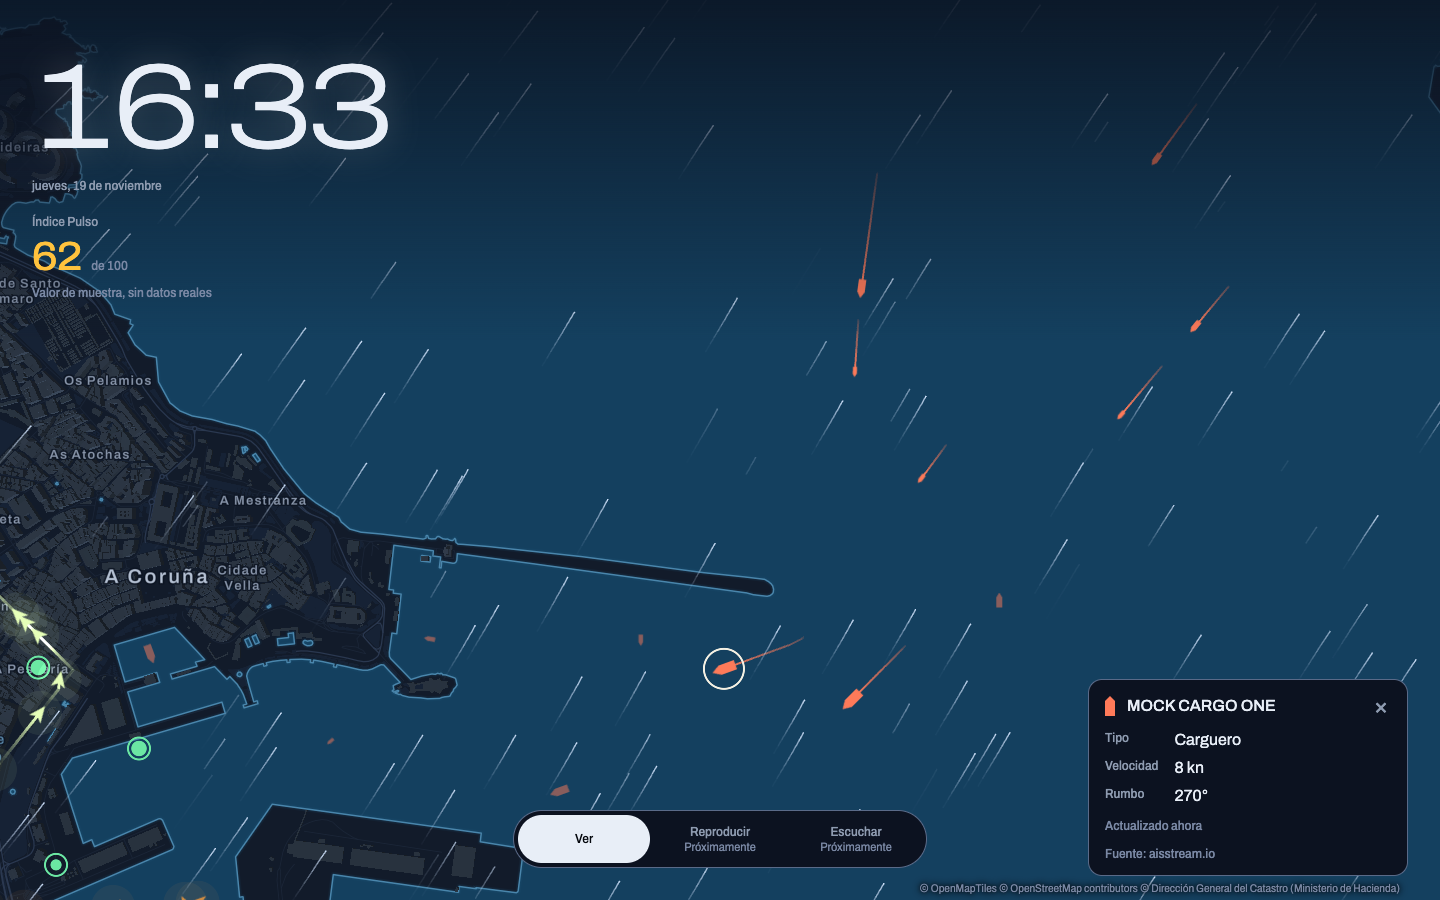 16:33
ideiras
jueves, 19 de noviembre
Índice Pulso
62 de 100
de Santo
maro
Valor de muestra, sin datos reales
Os Pelamios
As Atochas
A Mestranza
eta
A Coruña
Cidade
Vella
A Pescaría
MOCK CARGO ONE ×
Tipo Carguero
Velocidad 8 kn
Rumbo 270°
Actualizado ahora
Fuente: aisstream.io
Ver
Reproducir
Próximamente
Escuchar
Próximamente
© OpenMapTiles © OpenStreetMap contributors © Dirección General del Catastro (Ministerio de Hacienda)